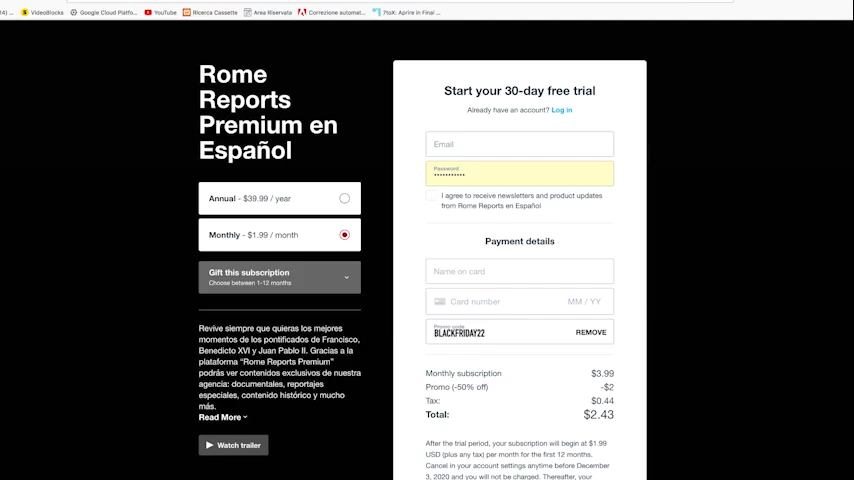 14) ...
VideoBlocks
Google Cloud Platfo...
YouTube
Ricerca Cassette
Area Riservata
Correzione automat...
7toX: Aprire in Final ...
Rome
Reports
Premium en
Español
Annual - $39.99 / year
Monthly - $1.99 / month
Gift this subscription
Choose between 1-12 months
Revive siempre que quieras los mejores
momentos de los pontificados de Francisco,
Benedicto XVI y Juan Pablo II. Gracias a la
plataforma "Rome Reports Premium"
podrás ver contenidos exclusivos de nuestra
agencia: documentales, reportajes
especiales, contenido histórico y mucho
más.
Read More
Watch trailer
Start your 30-day free trial
Already have an account? Log in
Email
Password
I agree to receive newsletters and product updates
from Rome Reports en Español
Payment details
Name on card
Card number MM / YY
Promo code
BLACKFRIDAY22 REMOVE
Monthly subscription $3.99
Promo (-50% off) -$2
Tax: $0.44
Total: $2.43
After the trial period, your subscription will begin at $1.99
USD (plus any tax) per month for the first 12 months.
Cancel in your account settings anytime before December
3, 2020 and you will not be charged. Thereafter, your